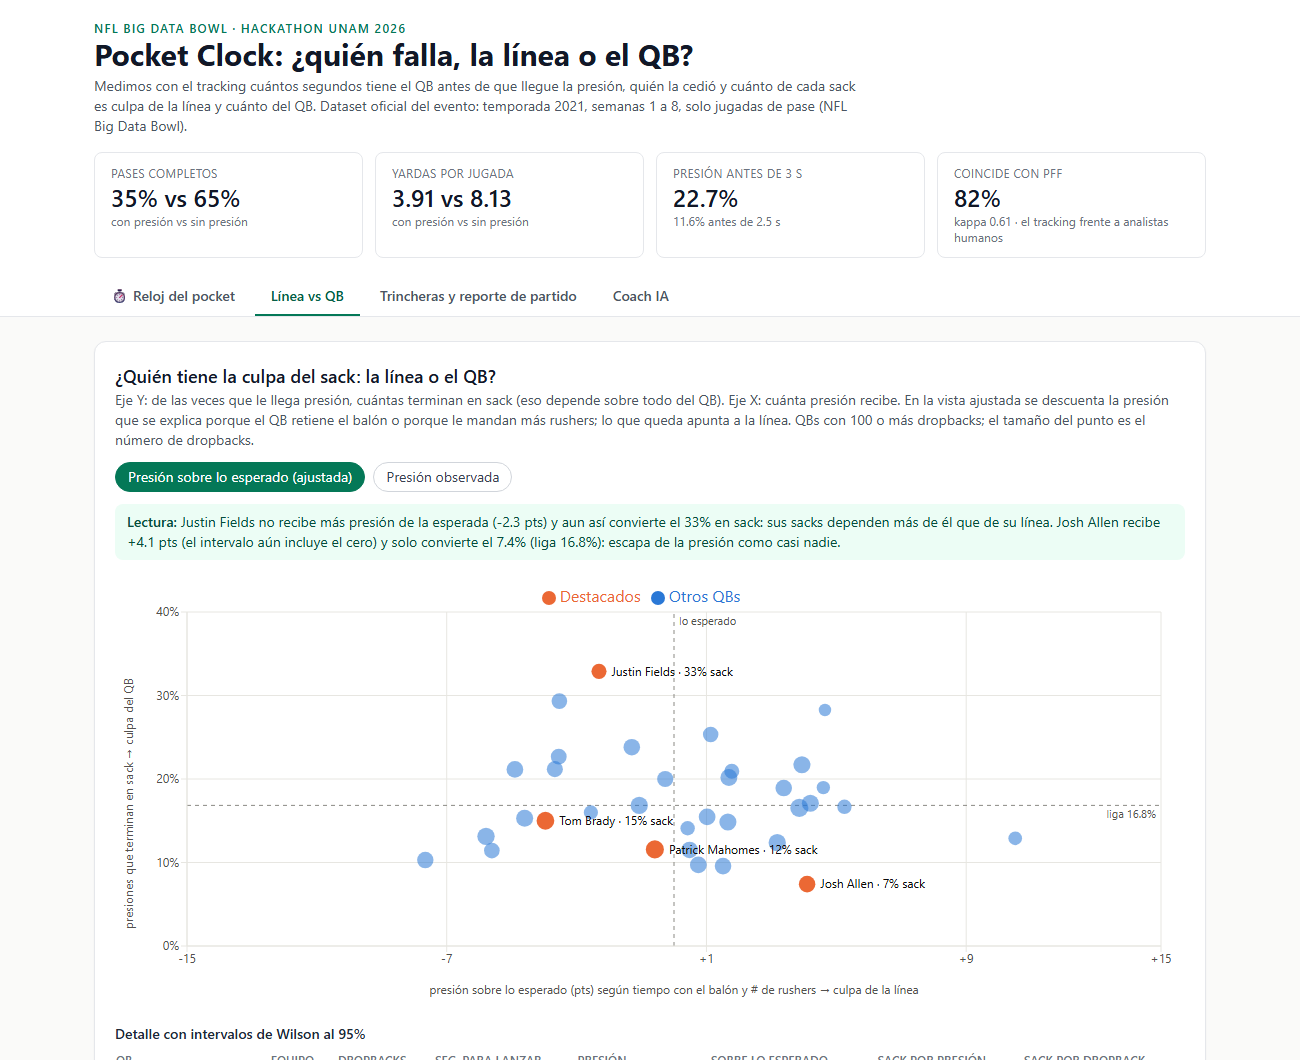 NFL BIG DATA BOWL · HACKATHON UNAM 2026
Pocket Clock: ¿quién falla, la línea o el QB?
Medimos con el tracking cuántos segundos tiene el QB antes de que llegue la presión, quién la cedió y cuánto de cada sack
es culpa de la línea y cuánto del QB. Dataset oficial del evento: temporada 2021, semanas 1 a 8, solo jugadas de pase (NFL
Big Data Bowl).
PASES COMPLETOS
35% vs 65%
con presión vs sin presión
YARDAS POR JUGADA
3.91 vs 8.13
con presión vs sin presión
PRESIÓN ANTES DE 3 S
22.7%
11.6% antes de 2.5 s
COINCIDE CON PFF
82%
kappa 0.61 · el tracking frente a analistas
humanos
Reloj del pocket
Línea vs QB
Trincheras y reporte de partido
Coach IA
¿Quién tiene la culpa del sack: la línea o el QB?
Eje Y: de las veces que le llega presión, cuántas terminan en sack (eso depende sobre todo del QB). Eje X: cuánta presión recibe. En la vista ajustada se descuenta la presión
que se explica porque el QB retiene el balón o porque le mandan más rushers; lo que queda apunta a la línea. QBs con 100 o más dropbacks; el tamaño del punto es el
número de dropbacks.
Presión sobre lo esperado (ajustada)
Presión observada
Lectura: Justin Fields no recibe más presión de la esperada (-2.3 pts) y aun así convierte el 33% en sack: sus sacks dependen más de él que de su línea. Josh Allen recibe
+4.1 pts (el intervalo aún incluye el cero) y solo convierte el 7.4% (liga 16.8%): escapa de la presión como casi nadie.
Destacados
Otros QBs
40%
lo esperado
Justin Fields · 33% sack
30%
20%
liga 16.8%
Tom Brady · 15% sack
Patrick Mahomes · 12% sack
10%
Josh Allen · 7% sack
0%
presiones que terminan en sack → culpa del QB
-15
-7
+1
+9
+15
presión sobre lo esperado (pts) según tiempo con el balón y # de rushers → culpa de la línea
Detalle con intervalos de Wilson al 95%
QB
EQUIPO
DROPBACKS
SEG. PARA LANZAR
PRESIÓN
SOBRE LO ESPERADO
SACK POR PRESIÓN
SACK POR DROPBACK